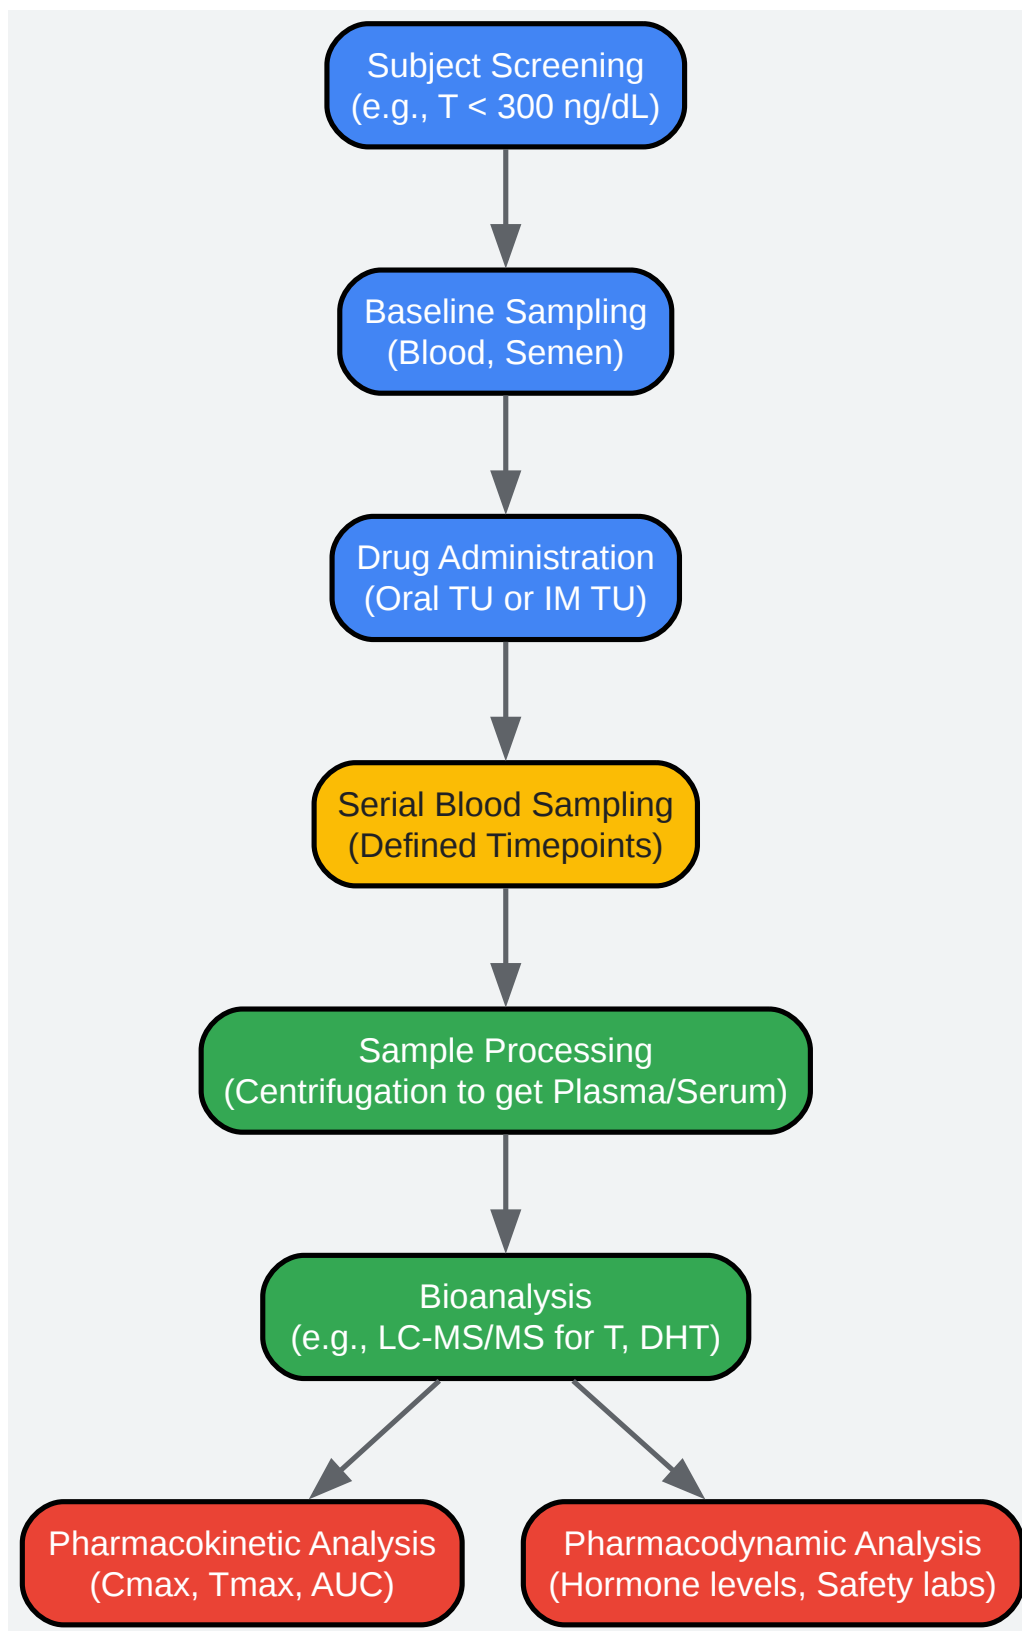 Subject Screening
(e.g., T < 300 ng/dL)
Baseline Sampling
(Blood, Semen)
Drug Administration
(Oral TU or IM TU)
Serial Blood Sampling
(Defined Timepoints)
Sample Processing
(Centrifugation to get Plasma/Serum)
Bioanalysis
(e.g., LC-MS/MS for T, DHT)
Pharmacokinetic Analysis
(Cmax, Tmax, AUC)
Pharmacodynamic Analysis
(Hormone levels, Safety labs)